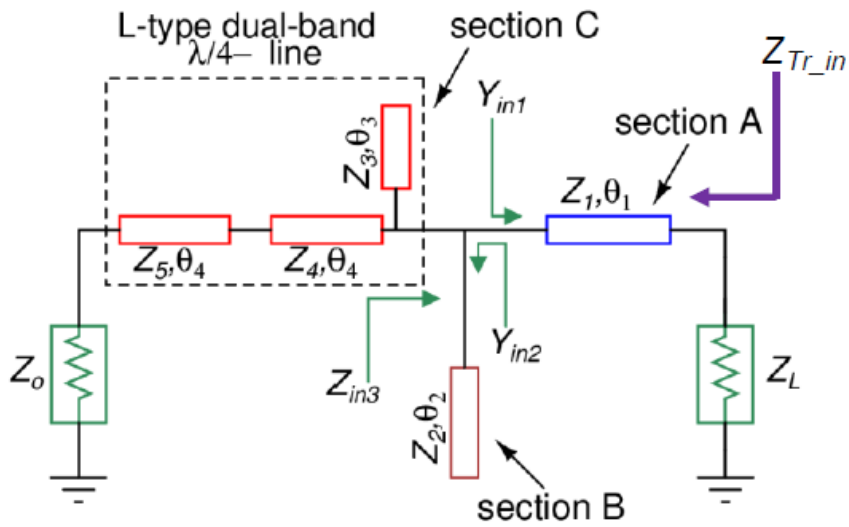 L-type dual-band
λ/4– line
section C
Z_Tr_in
Y_in1
section A
Z_3,θ_3
Z_1,θ_1
Z_5,θ_4
Z_4,θ_4
Y_in2
Z_o
Z_in3
Z_L
Z_2,θ_2
section B